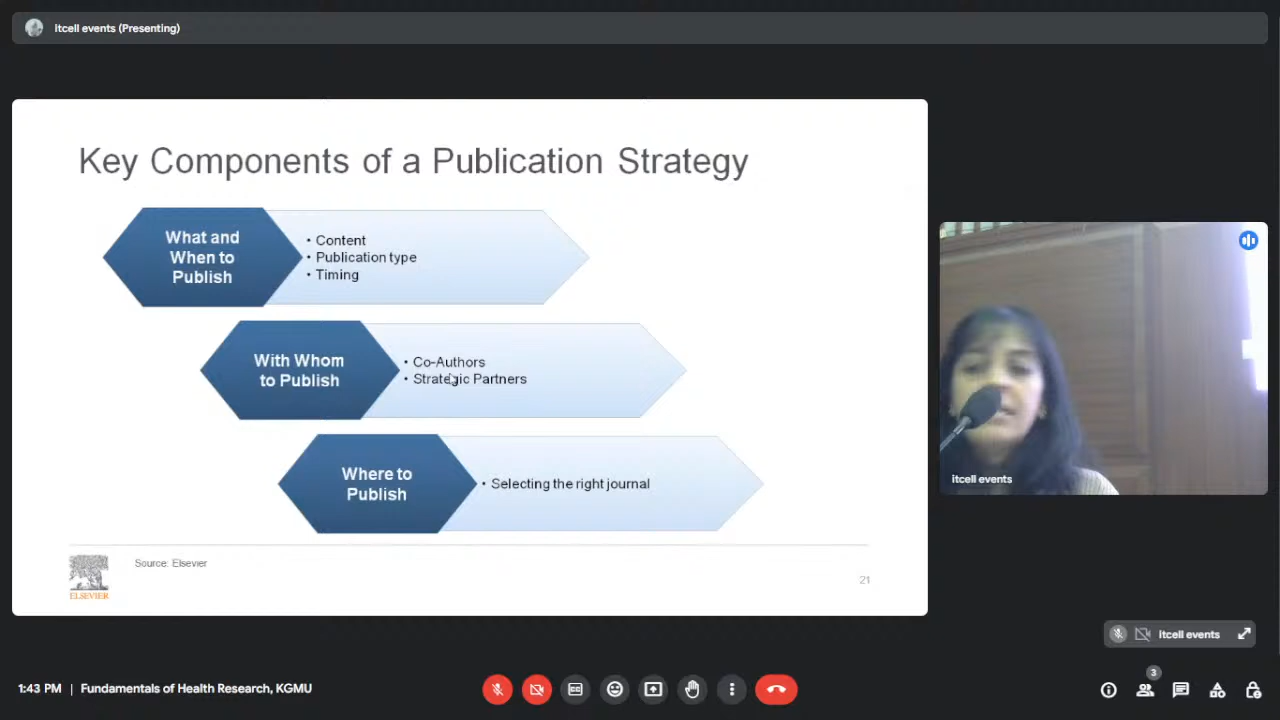 Itcell events (Presenting)
Key Components of a Publication Strategy
What and
When to
Publish
• Content
• Publication type
• Timing
With Whom
to Publish
• Co-Authors
• Strategic Partners
Where to
Publish
• Selecting the right journal
ELSEVIER
Source: Elsevier
21
itcell events
Itcell events
1:43 PM | Fundamentals of Health Research, KGMU
3